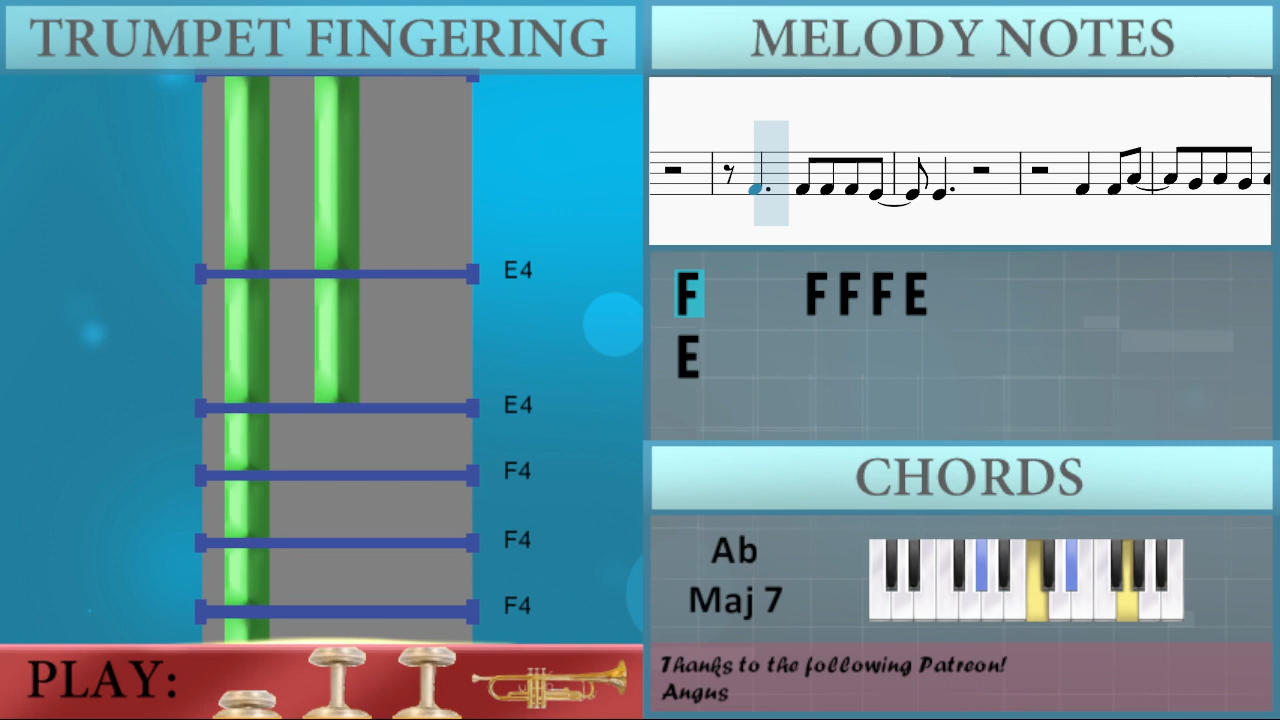 TRUMPET FINGERING
E4
E4
F4
F4
F4
PLAY:
MELODY NOTES
F FFFE
E
CHORDS
Ab
Maj 7
Thanks to the following Patreon!
Angus